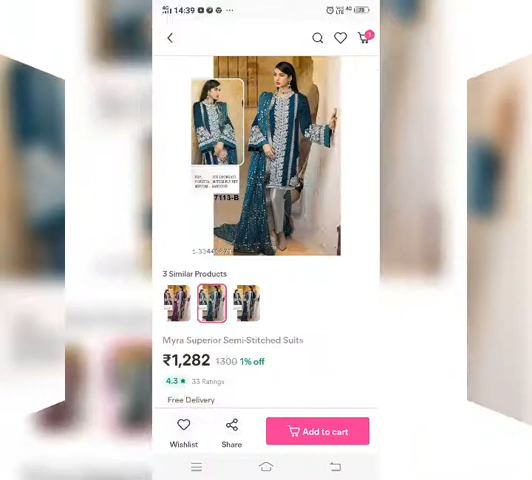 14:39
7113-B
3 Similar Products
Myra Superior Semi-Stitched Suits
₹1,282 1300 1% off
4.3 ★ 33 Ratings
Free Delivery
Wishlist
Share
Add to cart